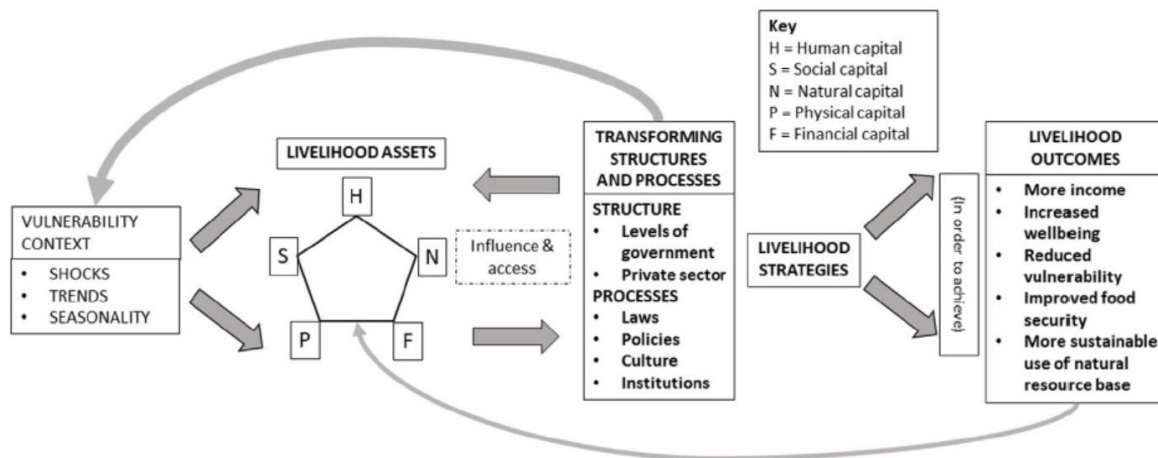 Key
H = Human capital
S = Social capital
N = Natural capital
P = Physical capital
F = Financial capital
VULNERABILITY
CONTEXT
• SHOCKS
• TRENDS
• SEASONALITY
LIVELIHOOD ASSETS
H
S
N
P
F
Influence &
access
TRANSFORMING
STRUCTURES
AND PROCESSES
STRUCTURE
• Levels of
government
• Private sector
PROCESSES
• Laws
• Policies
• Culture
• Institutions
LIVELIHOOD
STRATEGIES
(In order to achieve)
LIVELIHOOD
OUTCOMES
• More income
• Increased
wellbeing
• Reduced
vulnerability
• Improved food
security
• More sustainable
use of natural
resource base